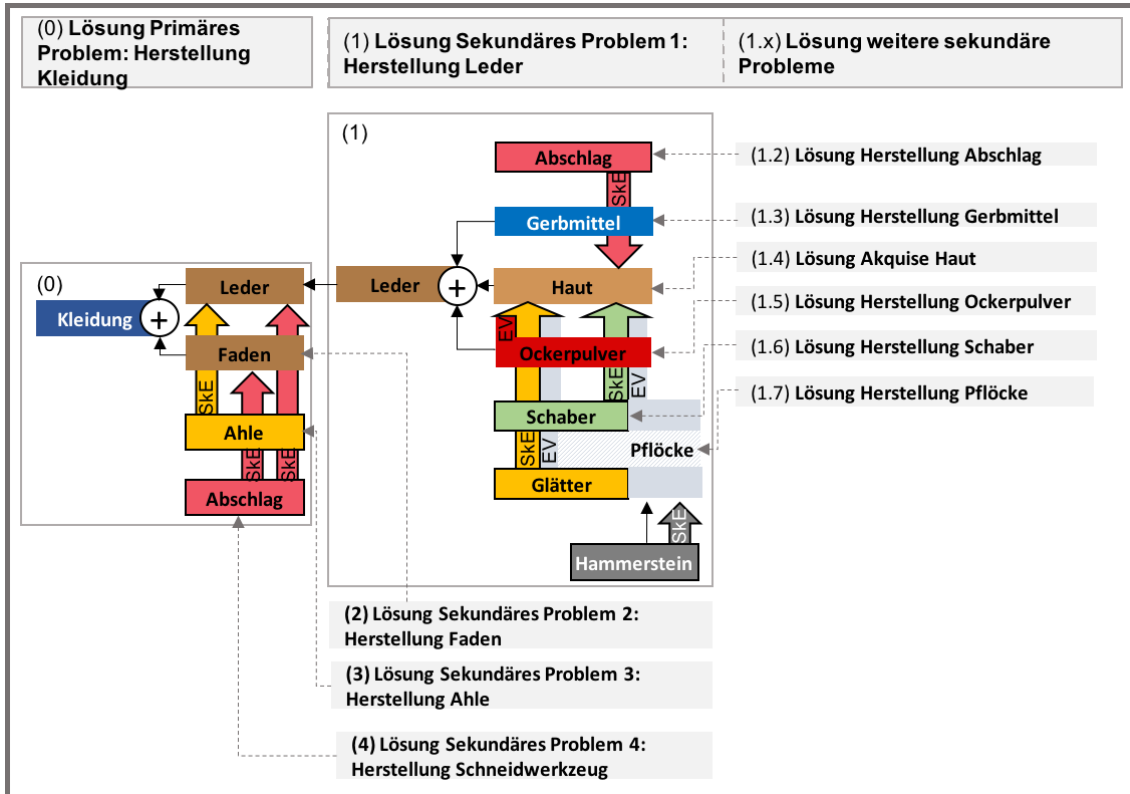 (0) Lösung Primäres
Problem: Herstellung
Kleidung
(1) Lösung Sekundäres Problem 1:
Herstellung Leder
(1.x) Lösung weitere sekundäre
Probleme
(1)
Abschlag
SkE
Gerbmittel
Haut
Leder
+
EV
Ockerpulver
SkE
EV
Schaber
SkE
EV
Pflöcke
Glätter
SkE
Hammerstein
(1.2) Lösung Herstellung Abschlag
(1.3) Lösung Herstellung Gerbmittel
(1.4) Lösung Akquise Haut
(1.5) Lösung Herstellung Ockerpulver
(1.6) Lösung Herstellung Schaber
(1.7) Lösung Herstellung Pflöcke
(0)
Leder
Kleidung
+
Faden
SkE
Ahle
SkE
SkE
Abschlag
(2) Lösung Sekundäres Problem 2:
Herstellung Faden
(3) Lösung Sekundäres Problem 3:
Herstellung Ahle
(4) Lösung Sekundäres Problem 4:
Herstellung Schneidwerkzeug